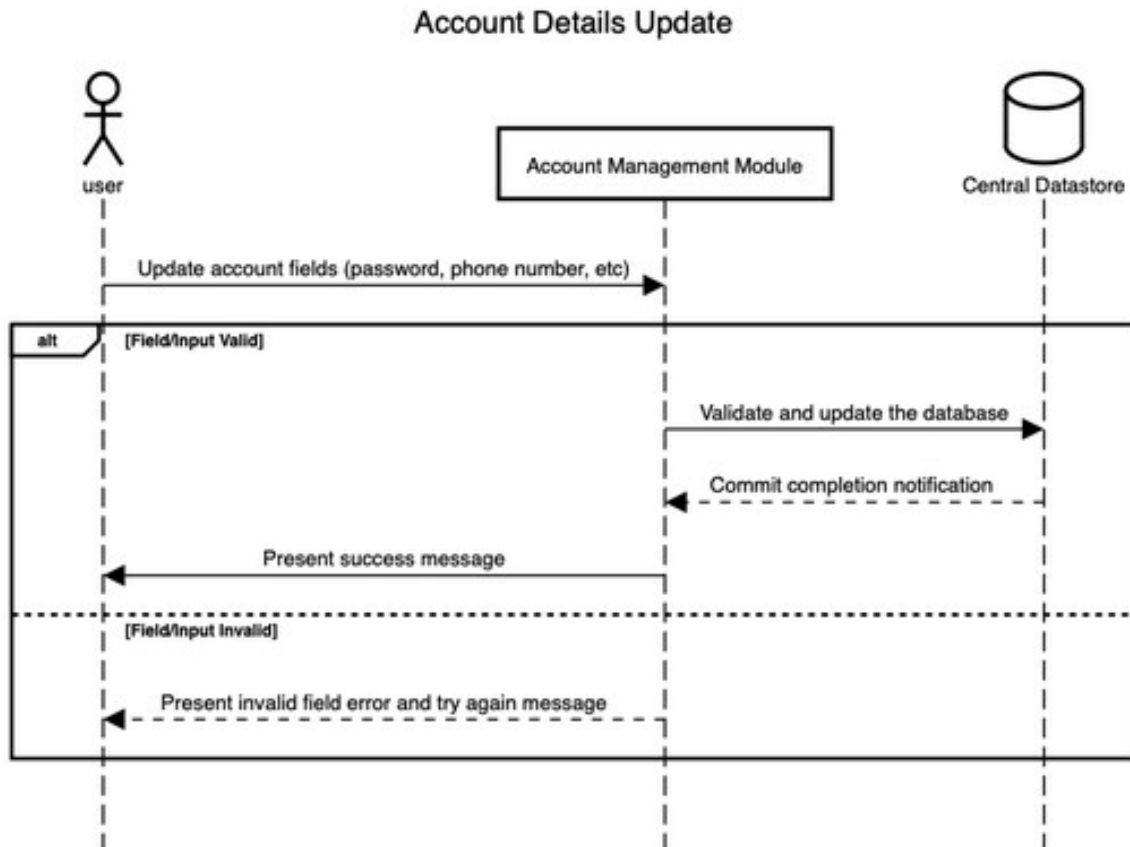 Account Details Update
user
Account Management Module
Central Datastore
Update account fields (password, phone number, etc)
alt
[Field/Input Valid]
Validate and update the database
Commit completion notification
Present success message
[Field/Input Invalid]
Present invalid field error and try again message